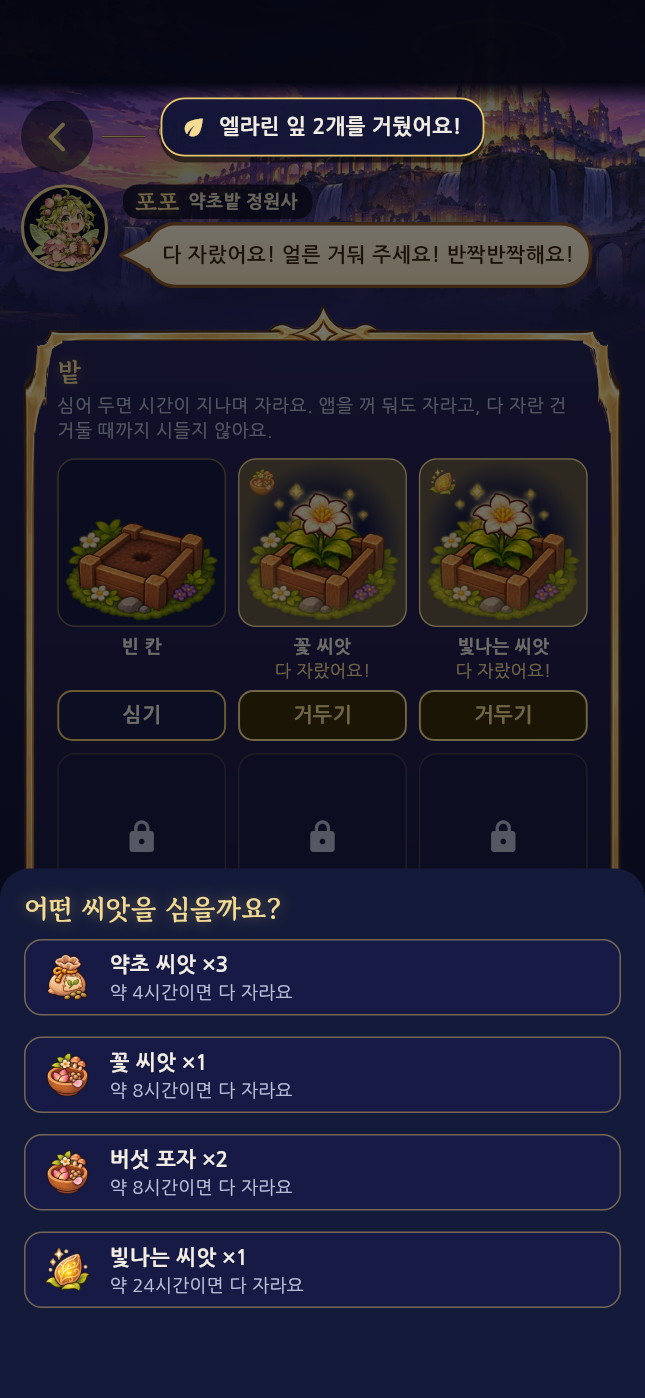 엘라린 잎 2개를 거뒀어요!
포포 약초밭 정원사
다 자랐어요! 얼른 거둬 주세요! 반짝반짝해요!
밭
심어 두면 시간이 지나며 자라요. 앱을 꺼 둬도 자라고, 다 자란 건
거둘 때까지 시들지 않아요.
빈 칸
꽃 씨앗
빛나는 씨앗
다 자랐어요!
다 자랐어요!
심기
거두기
거두기
어떤 씨앗을 심을까요?
약초 씨앗 ×3
약 4시간이면 다 자라요
꽃 씨앗 ×1
약 8시간이면 다 자라요
버섯 포자 ×2
약 8시간이면 다 자라요
빛나는 씨앗 ×1
약 24시간이면 다 자라요